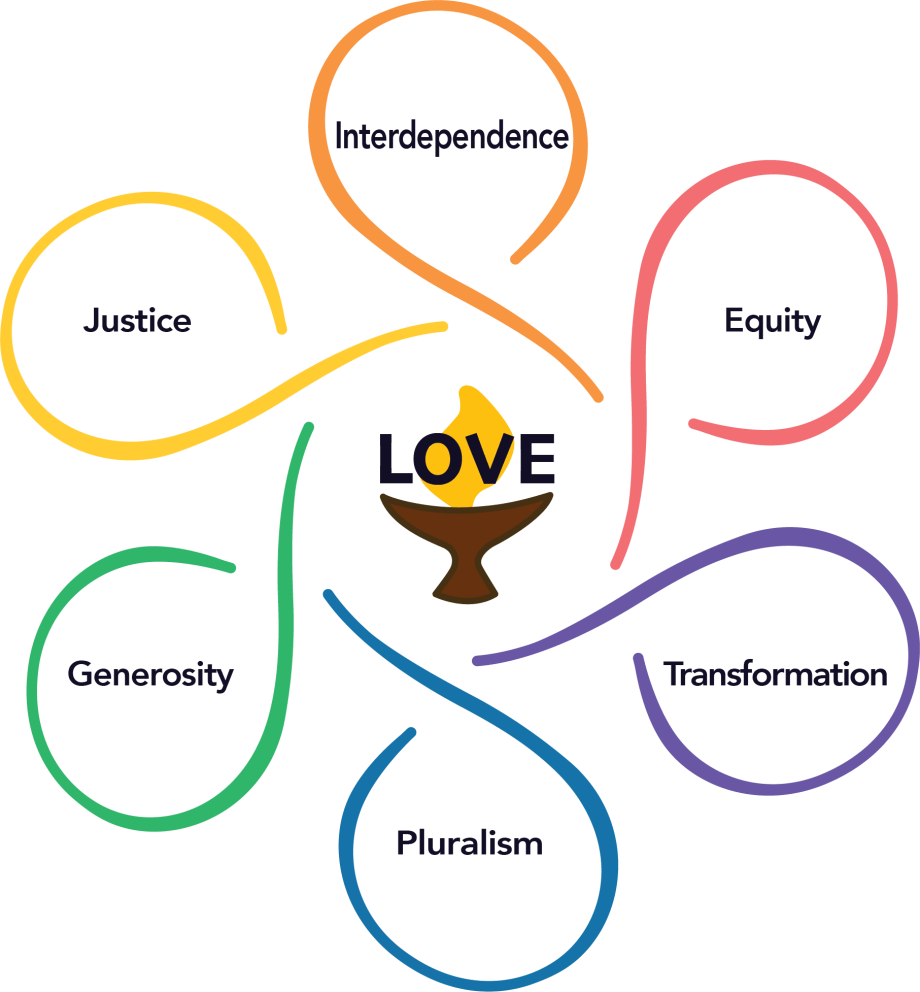 Interdependence
Justice
Equity
LOVE
Generosity
Transformation
Pluralism